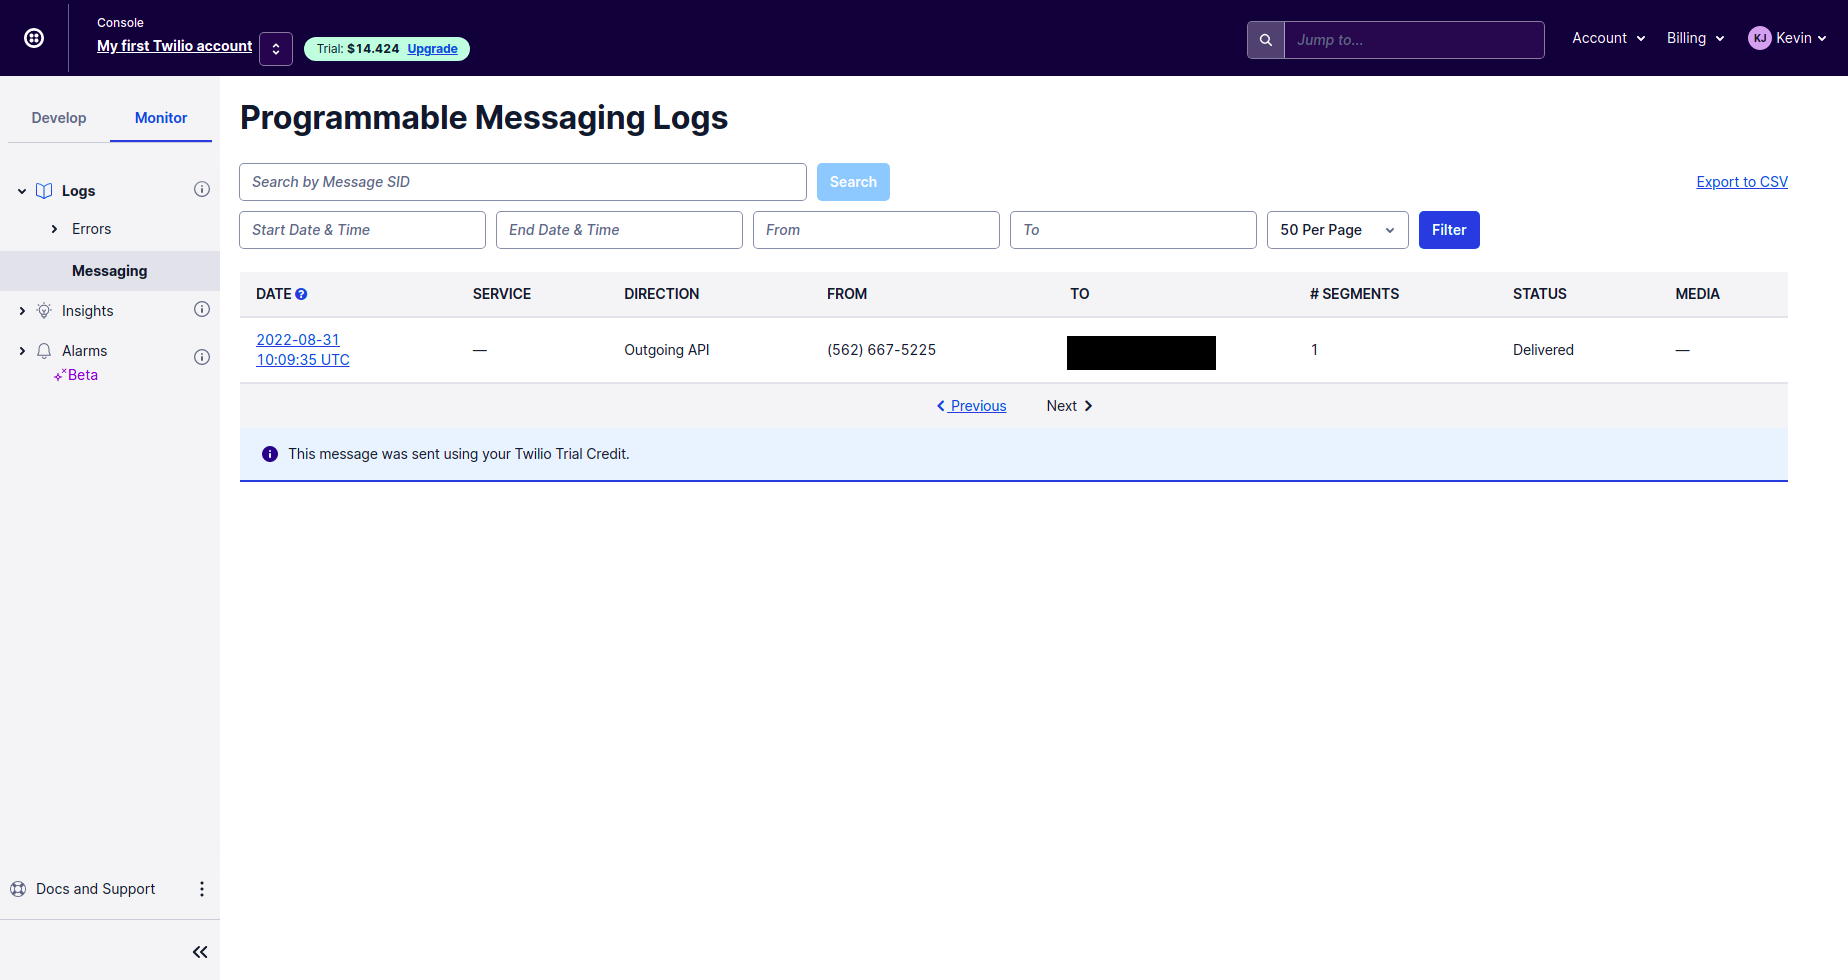 Console
My first Twilio account
Trial: $14.424 Upgrade
Jump to...
Account
Billing
KJ Kevin
Develop Monitor
Logs
Errors
Messaging
Insights
Alarms
Beta
Docs and Support
Programmable Messaging Logs
Search by Message SID Search Export to CSV
Start Date & Time End Date & Time From To 50 Per Page Filter
DATE SERVICE DIRECTION FROM TO # SEGMENTS STATUS MEDIA
2022-08-31
10:09:35 UTC — Outgoing API (562) 667-5225 1 Delivered —
Previous Next
This message was sent using your Twilio Trial Credit.